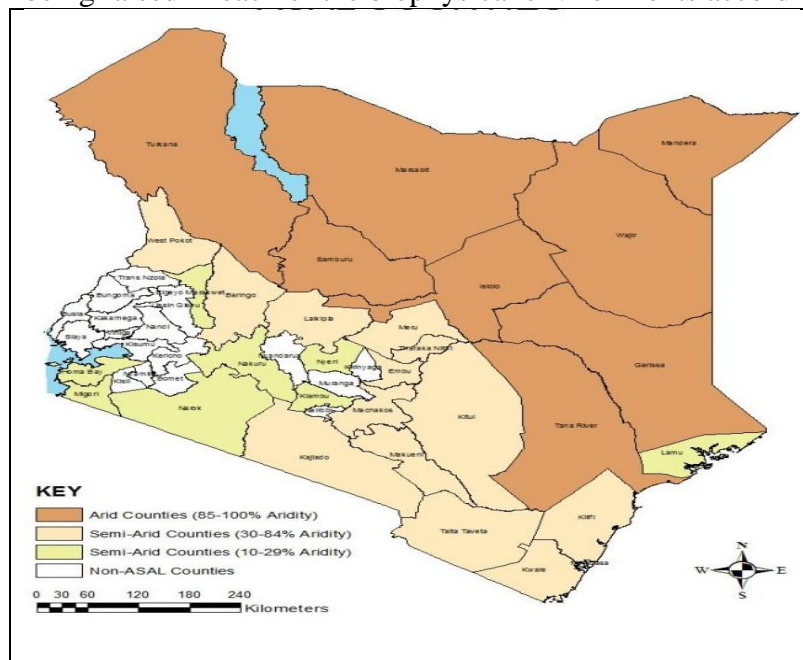 Turkana
Marsabit
Mandera
Wajir
West Pokot
Samburu
Isiolo
Trans Nzoia
Bungoma
Baringo
Busia
Kakamega
Nandi
Laikipia
Meru
Siaya
Kisumu
Kericho
Nyandarua
Nyeri
Embu
Garissa
Homa Bay
Kisii
Bomet
Nakuru
Muranga
Kiambu
Migori
Narok
Nairobi
Machakos
Kitui
Tana River
Lamu
Kajiado
Makueni
Taita Taveta
Kilifi
Kwale
KEY
Arid Counties (85-100% Aridity)
Semi-Arid Counties (30-84% Aridity)
Semi-Arid Counties (10-29% Aridity)
Non-ASAL Counties
0 30 60 120 180 240
Kilometers
N
W E
S